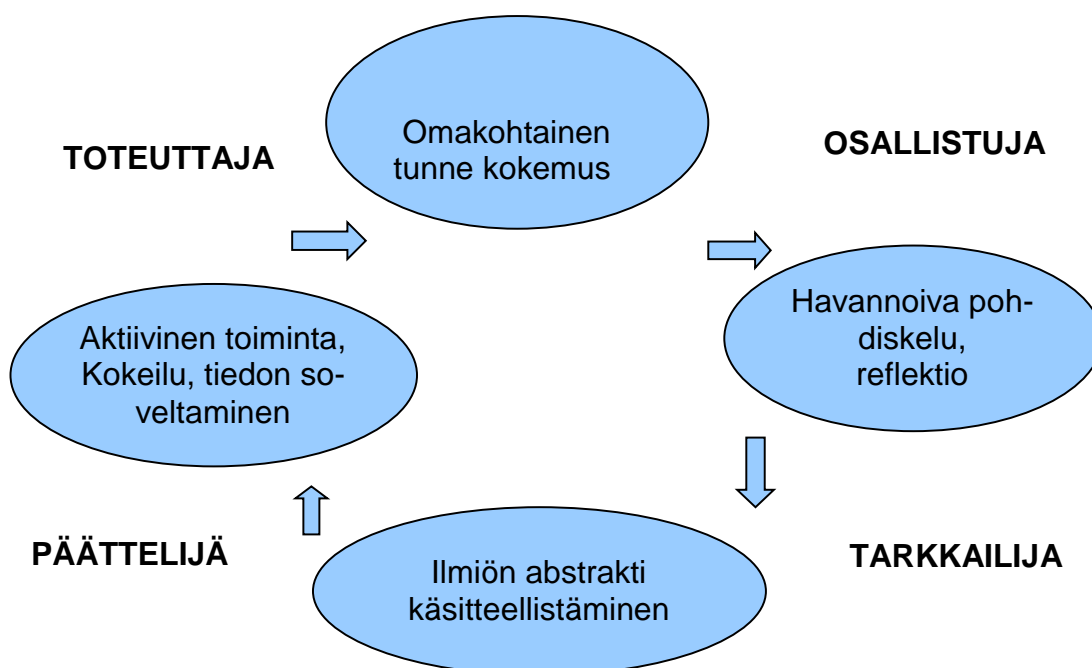 Omakohtainen
tunne kokemus
TOTEUTTAJA
OSALLISTUJA
Havannoiva poh-
diskelu,
reflektio
Aktiivinen toiminta,
Kokeilu, tiedon so-
veltaminen
PÄÄTTELIJÄ
TARKKAILIJA
Ilmiön abstrakti
käsitteellistäminen